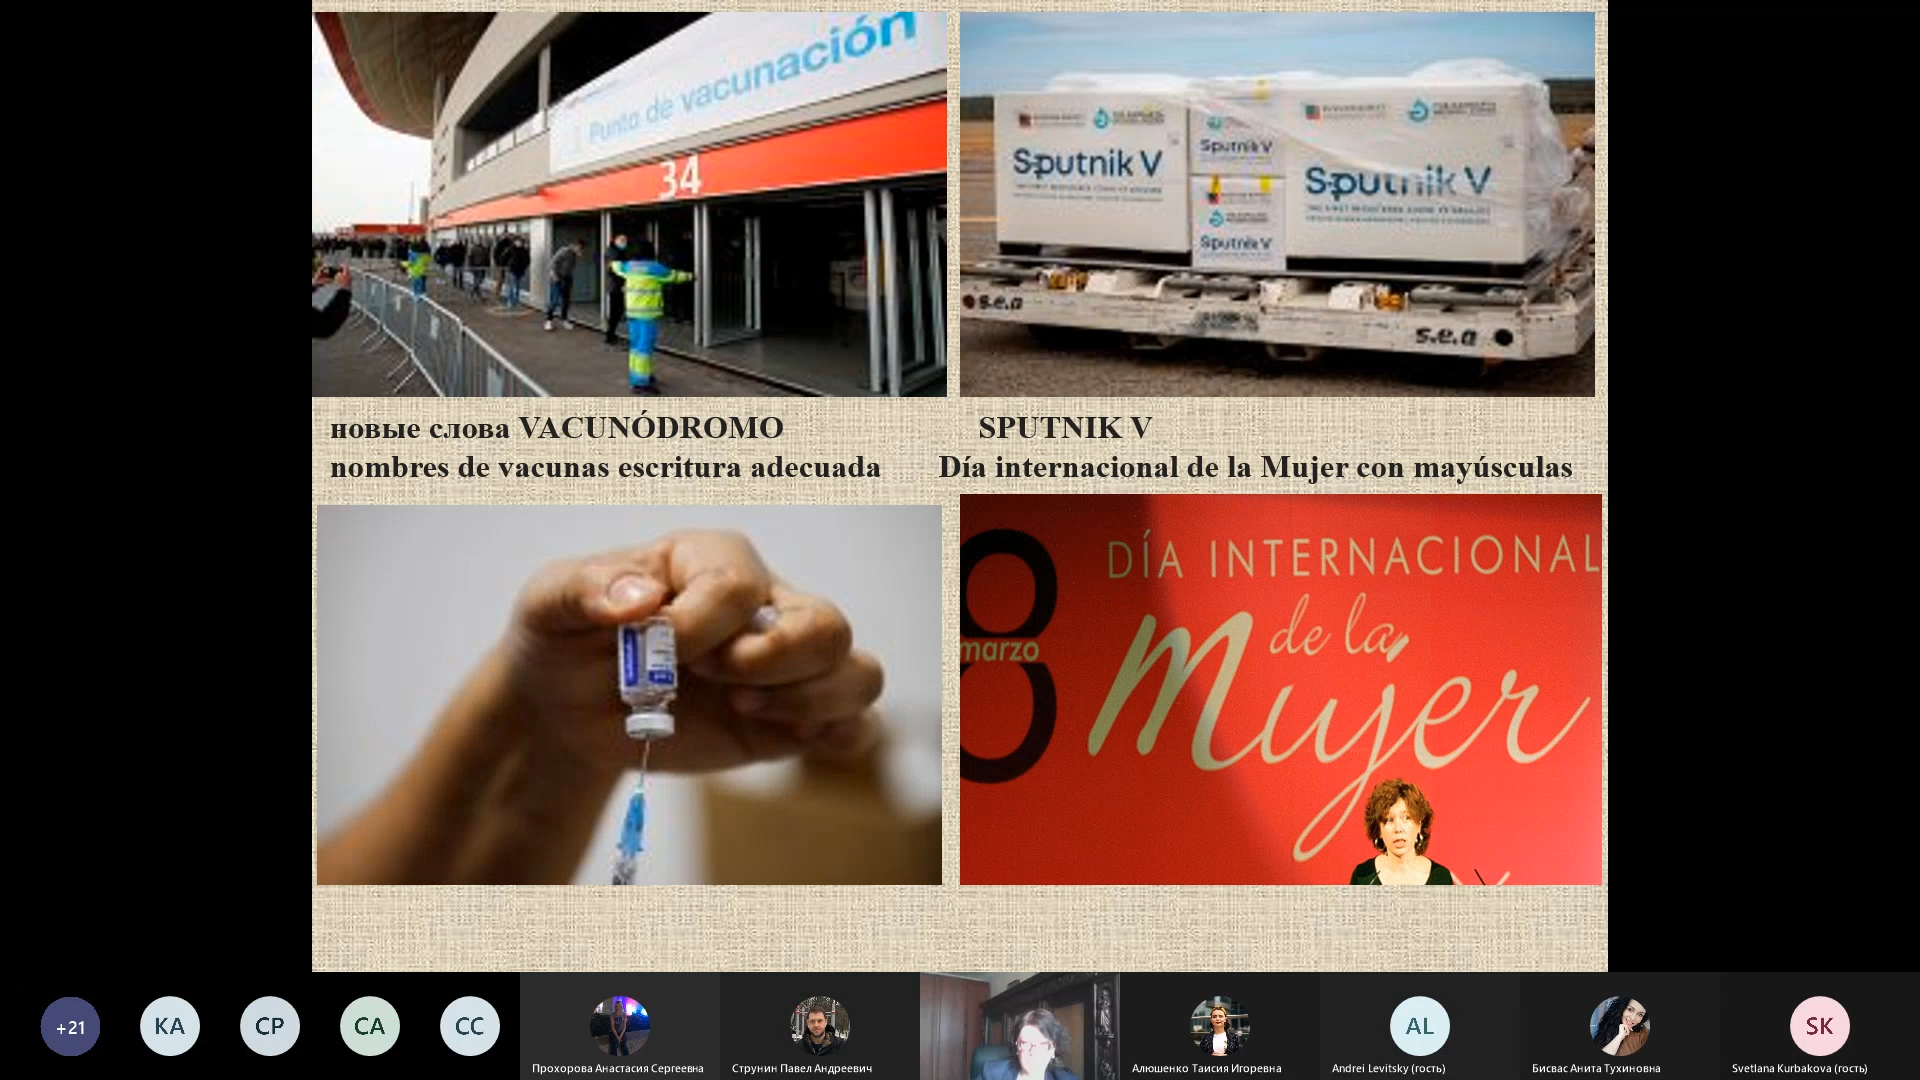 Punto de vacunación
34
Sputnik V
Sputnik V
Sputnik V
Sputnik V
s.e.a
s.e.a
новые слова VACUNÓDROMO
SPUTNIK V
nombres de vacunas escritura adecuada
Día internacional de la Mujer con mayúsculas
8
marzo
DÍA INTERNACIONAL
de la
Mujer
+21
KA
СР
CA
CC
Прохорова Анастасия Сергеевна
Струнин Павел Андреевич
Алюшенко Таисия Игоревна
AL
Andrei Levitsky (гость)
Бисвас Анита Тухиновна
SK
Svetlana Kurbakova (гость)